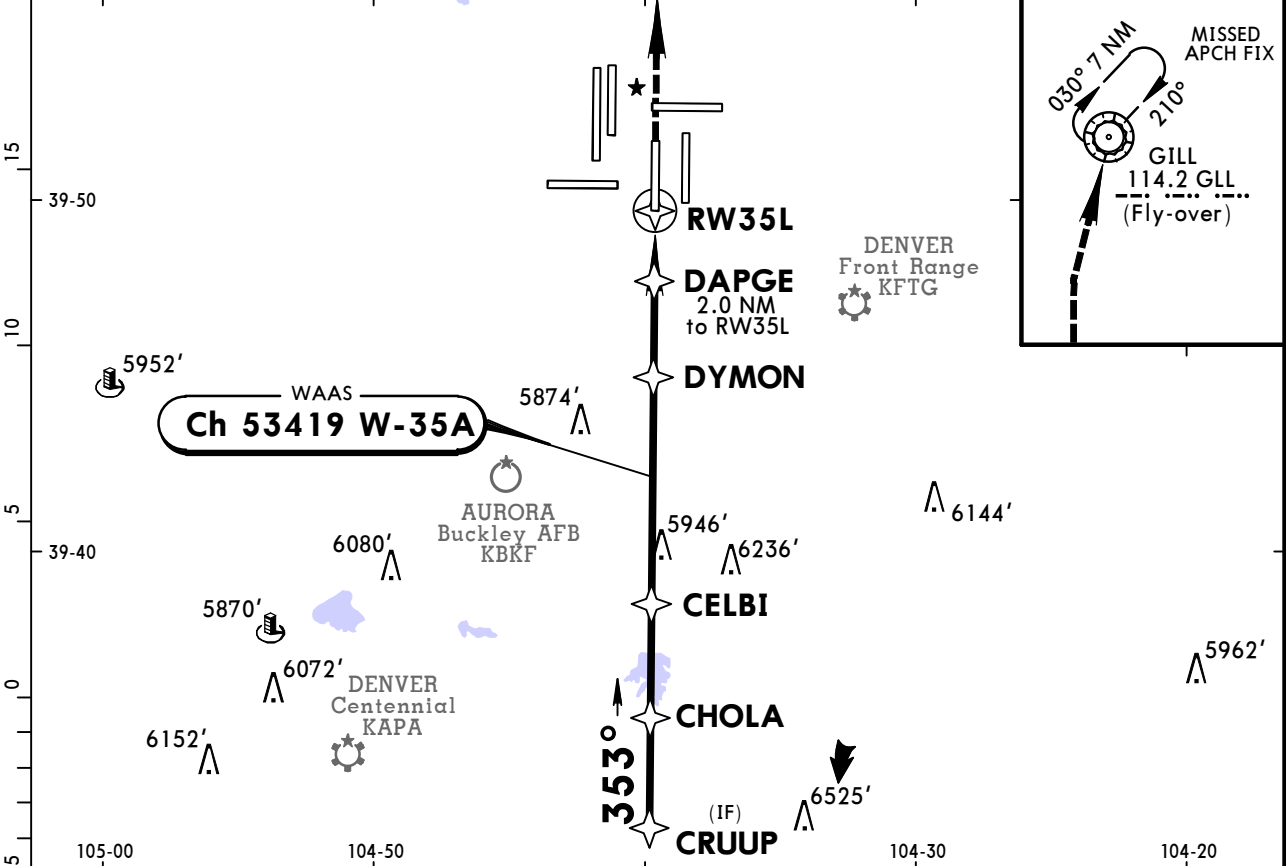 MISSED
APCH FIX
030° 7 NM
210°
GILL
114.2 GLL
(Fly-over)
15
39-50
RW35L
DENVER
Front Range
KFTG
DAPGE
2.0 NM
to RW35L
10
5952'
DYMON
WAAS
Ch 53419 W-35A
5874'
AURORA
Buckley AFB
KBKF
5
39-40
6080'
5946'
6236'
6144'
5870'
CELBI
6072'
5962'
DENVER
Centennial
KAPA
0
CHOLA
6152'
353°
6525'
(IF)
CRUUP
5
105-00
104-50
104-30
104-20